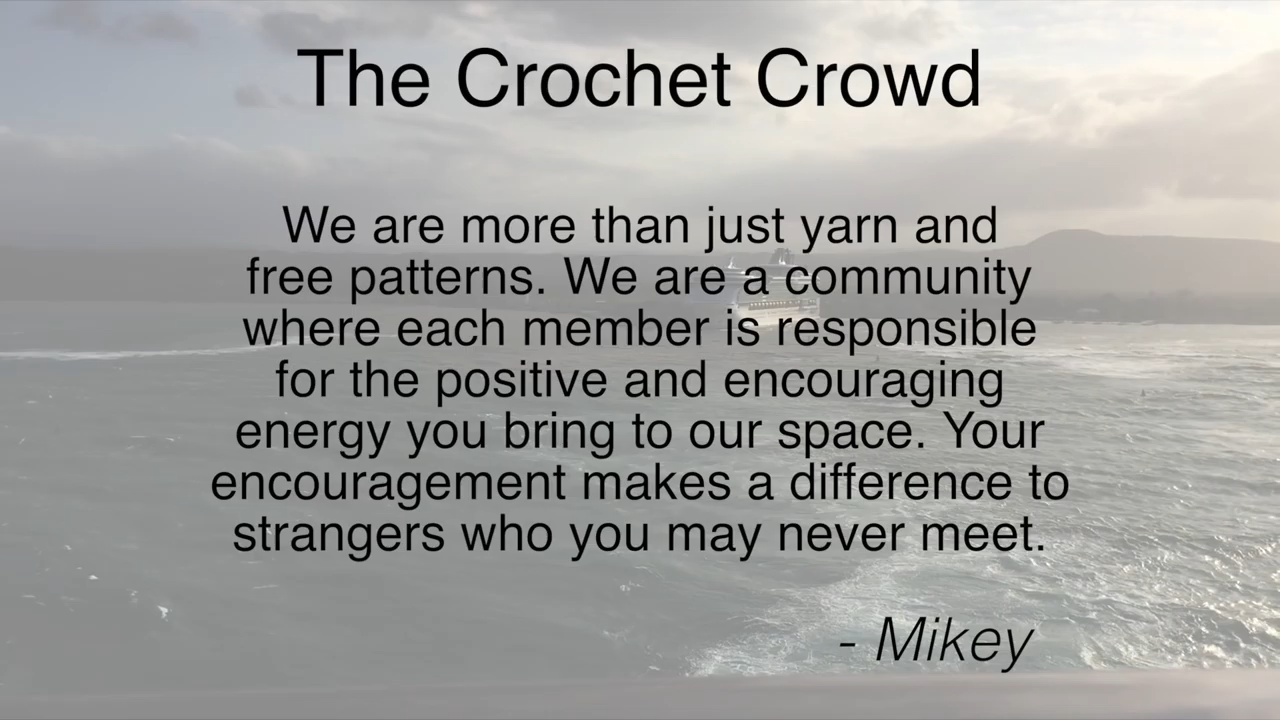 The Crochet Crowd
We are more than just yarn and
free patterns. We are a community
where each member is responsible
for the positive and encouraging
energy you bring to our space. Your
encouragement makes a difference to
strangers who you may never meet.
- Mikey